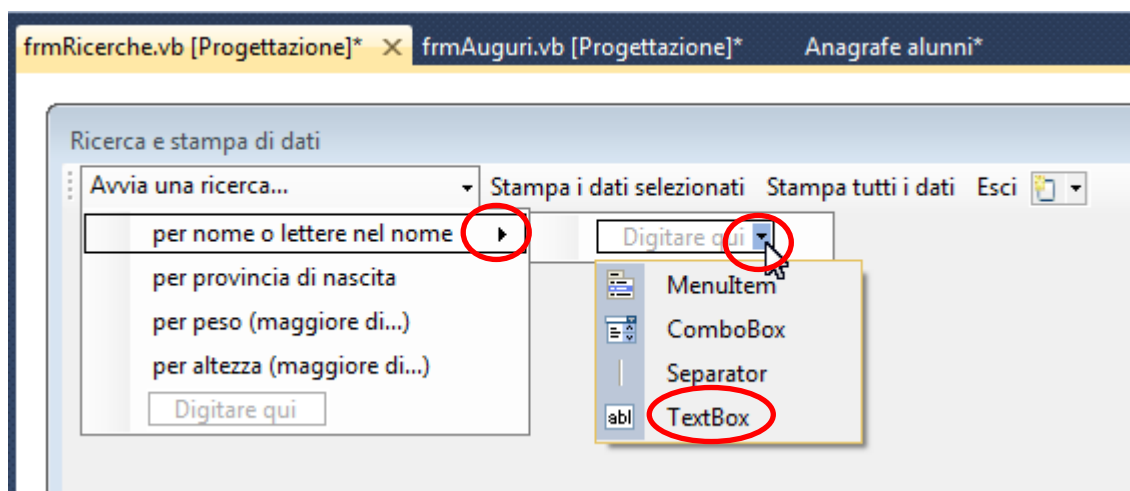 frmRicerche.vb [Progettazione]* frmAuguri.vb [Progettazione]* Anagrafe alunni*
Ricerca e stampa di dati
Avvia una ricerca... Stampa i dati selezionati Stampa tutti i dati Esci
per nome o lettere nel nome Digitare qui
per provincia di nascita MenuItem
per peso (maggiore di...) ComboBox
per altezza (maggiore di...) Separator
Digitare qui abl TextBox